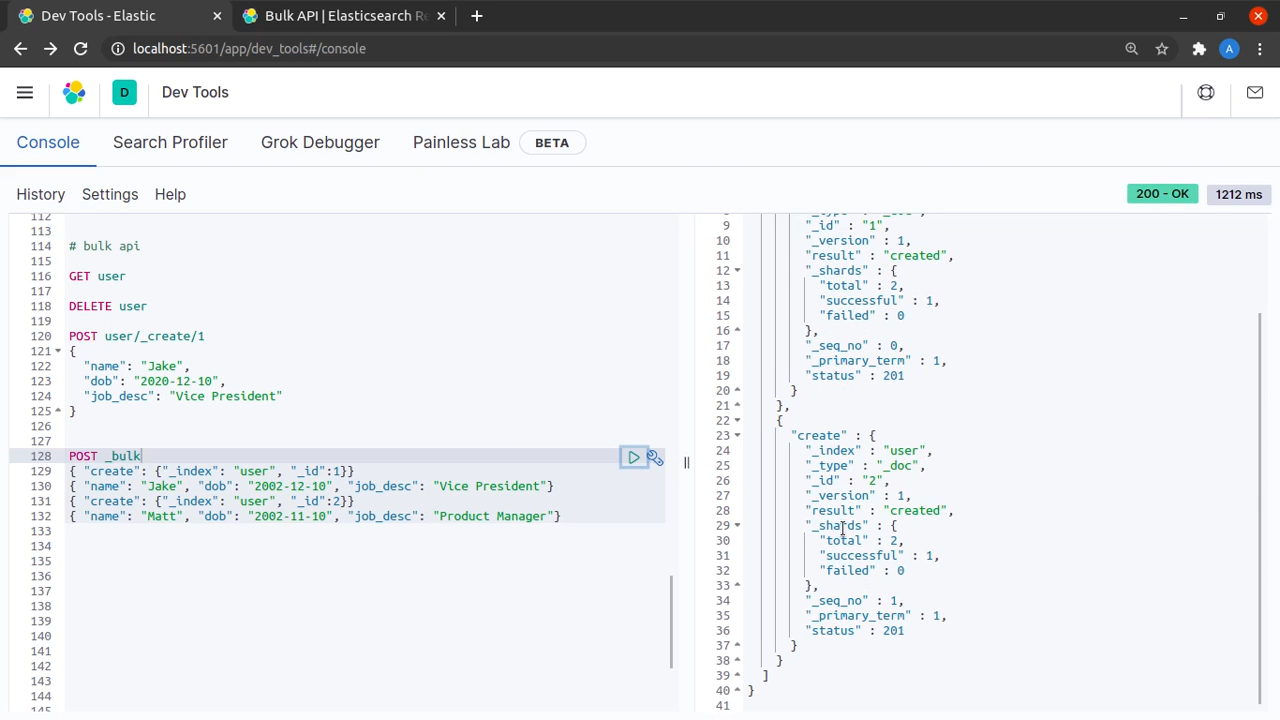 Dev Tools - Elastic
Bulk API | Elasticsearch Re
localhost:5601/app/dev_tools#/console
A
D
Dev Tools
Console
Search Profiler
Grok Debugger
Painless Lab
BETA
History
Settings
Help
200 - OK
1212 ms
112
113
114 # bulk api
115
116 GET user
117
118 DELETE user
119
120 POST user/_create/1
121 {
122 "name": "Jake",
123 "dob": "2020-12-10",
124 "job_desc": "Vice President"
125 }
126
127
128 POST _bulk
129 { "create": {"_index": "user", "_id":1}}
130 { "name": "Jake", "dob": "2002-12-10", "job_desc": "Vice President"}
131 { "create": {"_index": "user", "_id":2}}
132 { "name": "Matt", "dob": "2002-11-10", "job_desc": "Product Manager"}
133
134
135
136
137
138
139
140
141
142
143
144
145
9 "_id" : "1",
10 "_version" : 1,
11 "result" : "created",
12 "_shards" : {
13 "total" : 2,
14 "successful" : 1,
15 "failed" : 0
16 },
17 "_seq_no" : 0,
18 "_primary_term" : 1,
19 "status" : 201
20 }
21 },
22 {
23 "create" : {
24 "_index" : "user",
25 "_type" : "_doc",
26 "_id" : "2",
27 "_version" : 1,
28 "result" : "created",
29 "_shards" : {
30 "total" : 2,
31 "successful" : 1,
32 "failed" : 0
33 },
34 "_seq_no" : 1,
35 "_primary_term" : 1,
36 "status" : 201
37 }
38 }
39 ]
40 }
41